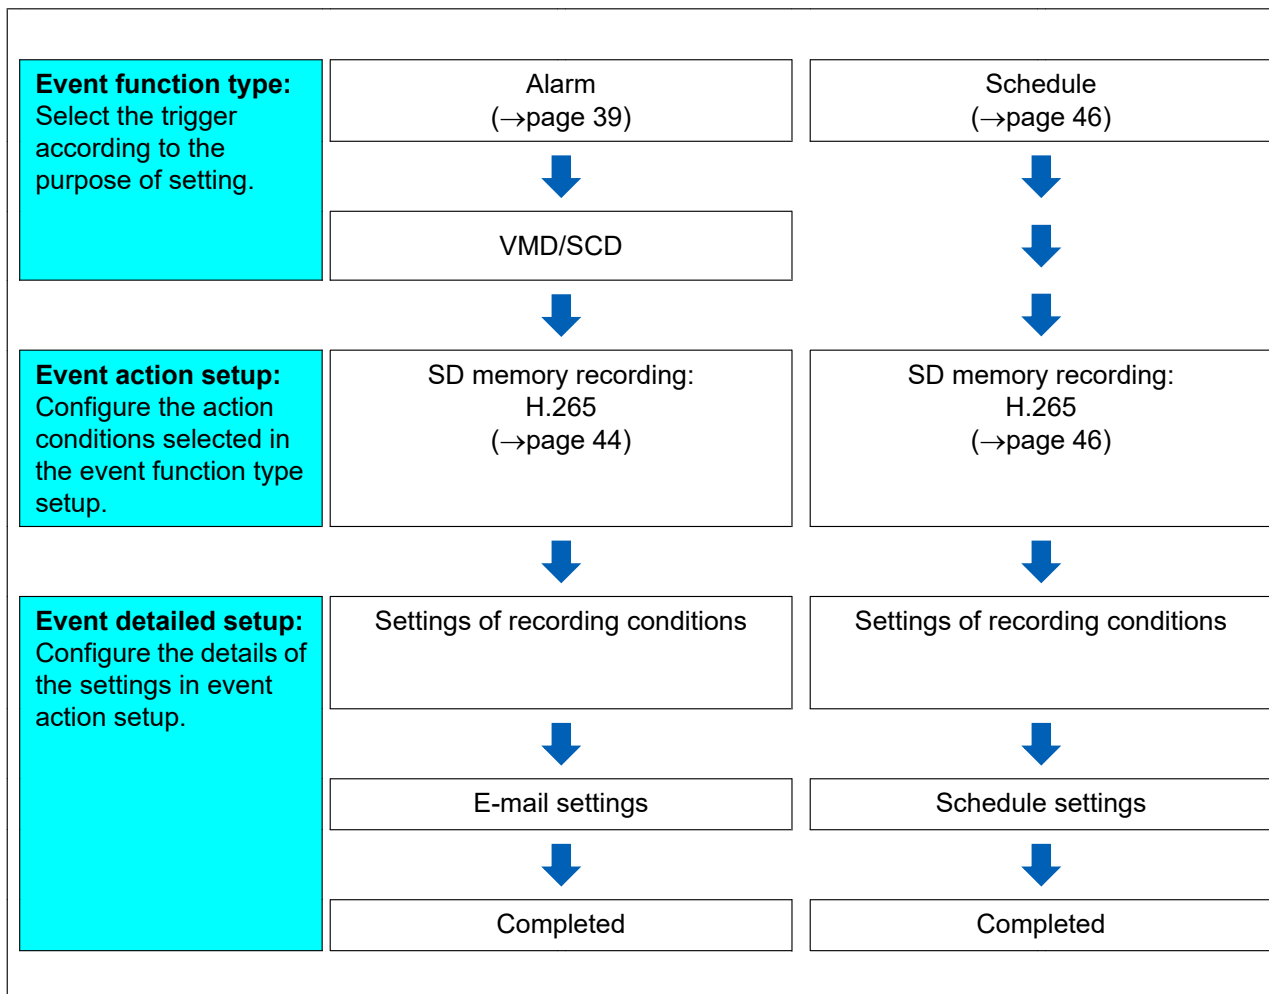 Event function type:
Select the trigger
according to the
purpose of setting.
Alarm
(→page 39)
Schedule
(→page 46)
VMD/SCD
Event action setup:
Configure the action
conditions selected in
the event function type
setup.
SD memory recording:
H.265
(→page 44)
SD memory recording:
H.265
(→page 46)
Event detailed setup:
Configure the details of
the settings in event
action setup.
Settings of recording conditions
Settings of recording conditions
E-mail settings
Schedule settings
Completed
Completed